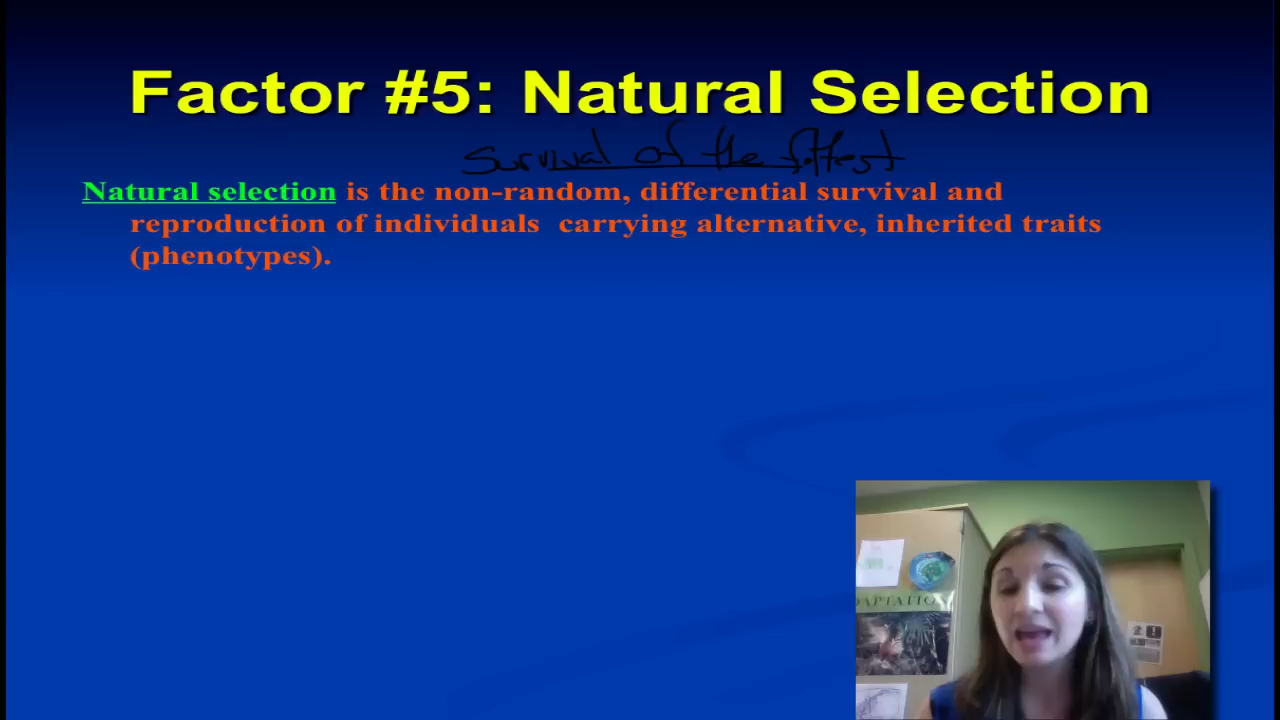 Factor #5: Natural Selection
Survival of the fittest
Natural selection is the non-random, differential survival and
reproduction of individuals carrying alternative, inherited traits
(phenotypes).
DAPTATION